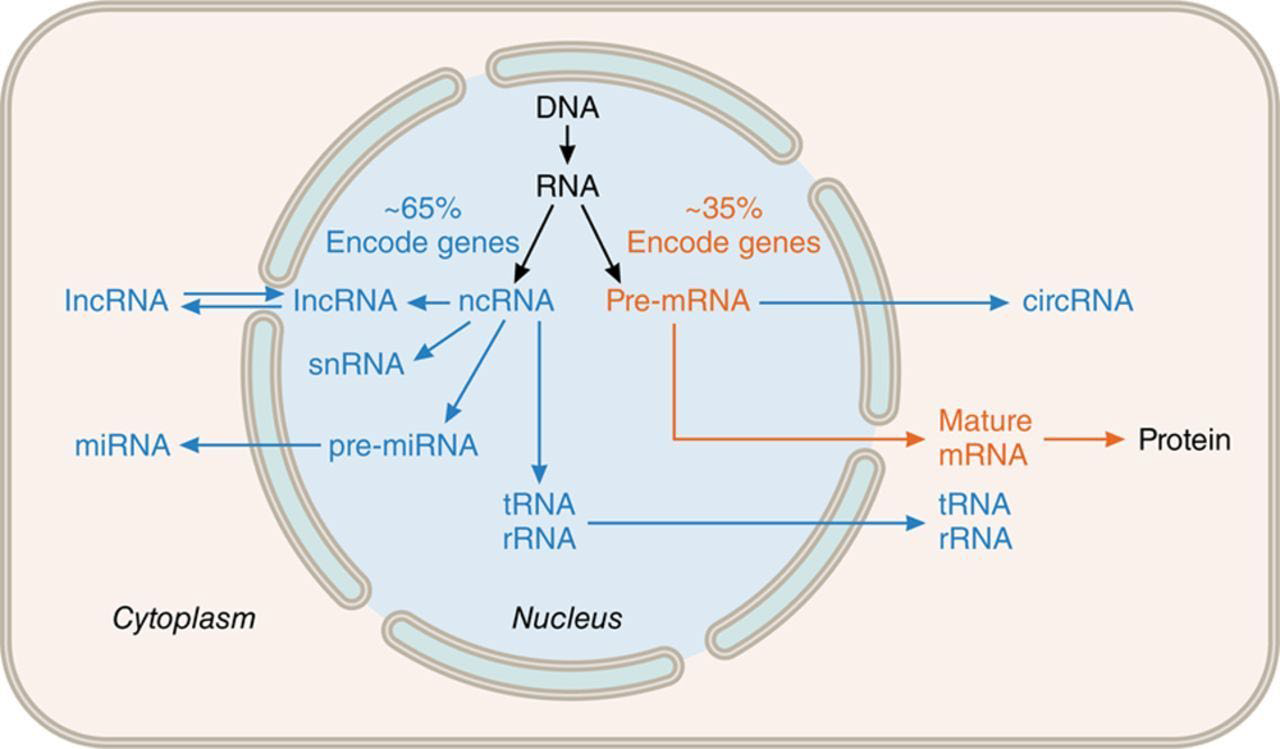 DNA
RNA
~65%
Encode genes
~35%
Encode genes
lncRNA
lncRNA
ncRNA
Pre-mRNA
circRNA
snRNA
miRNA
pre-miRNA
Mature
mRNA
Protein
tRNA
rRNA
tRNA
rRNA
Cytoplasm
Nucleus